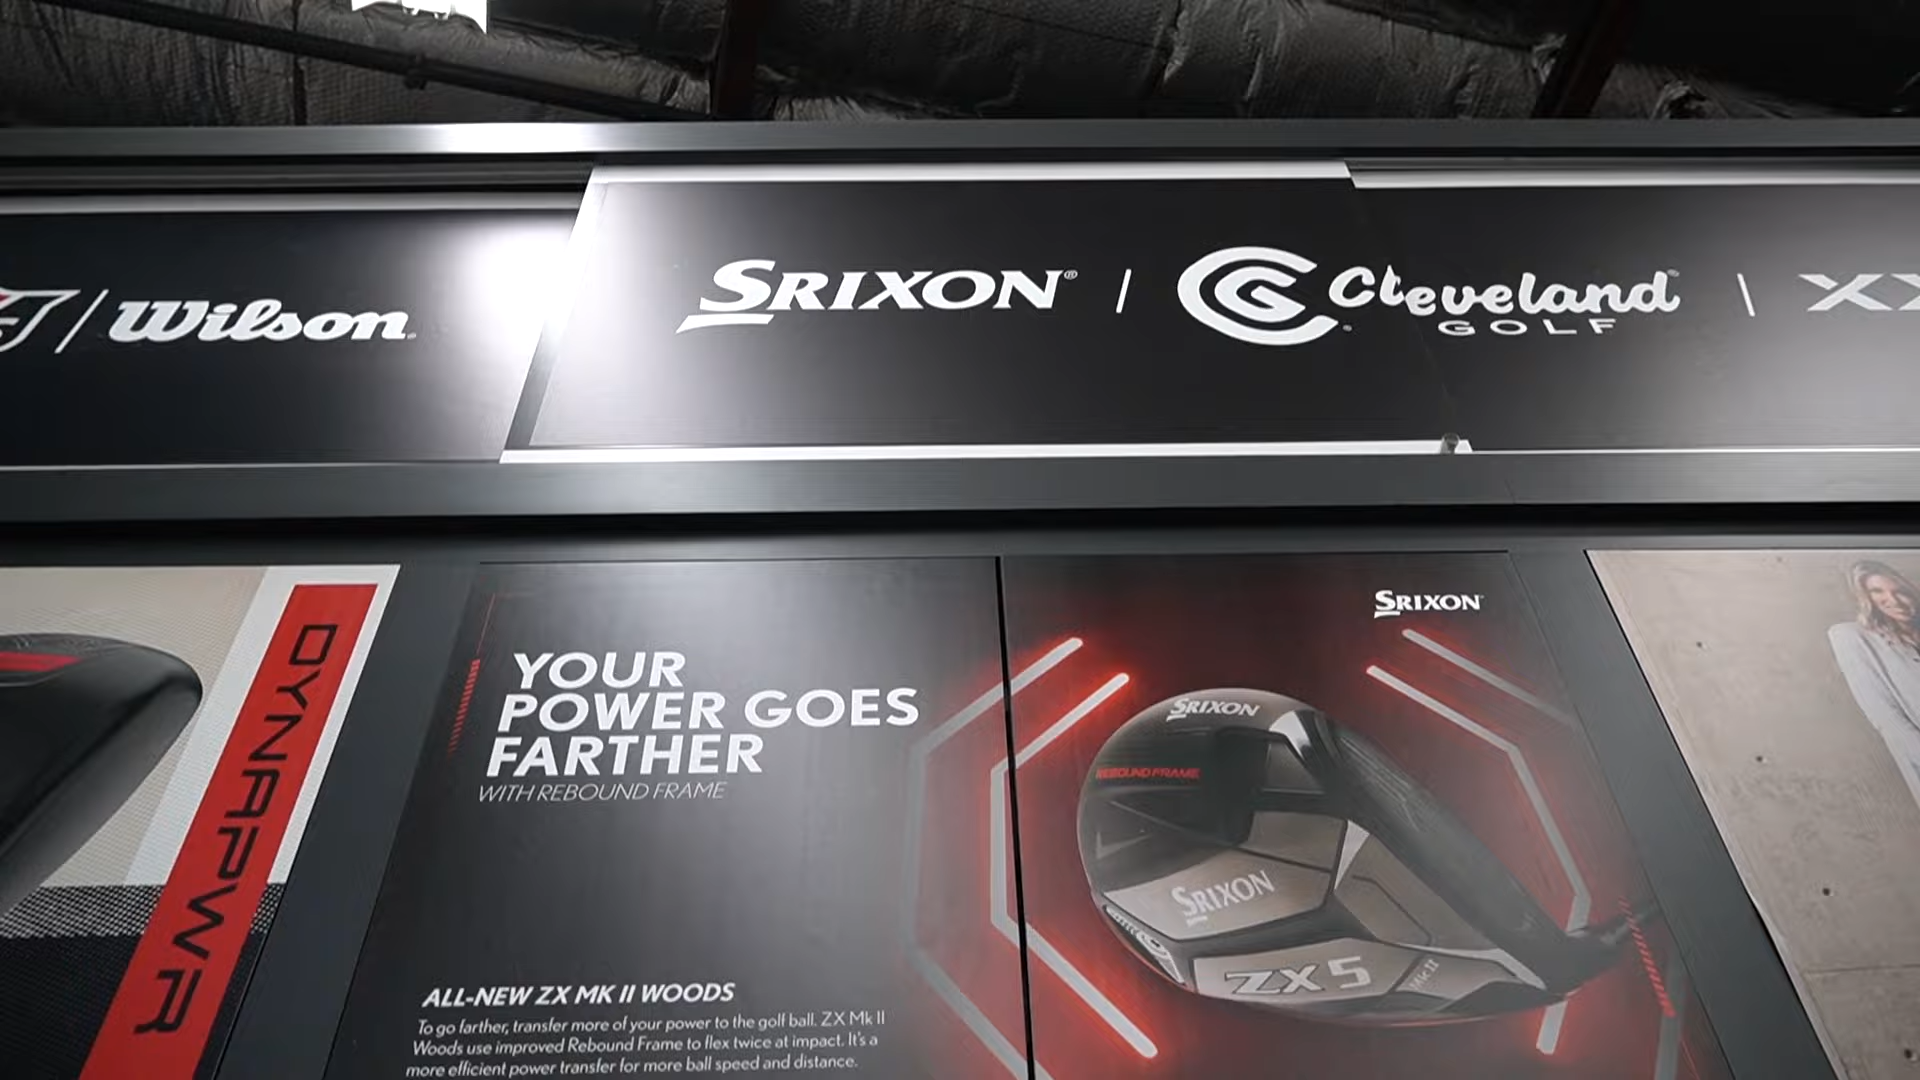 Wilson
SRIXON® | Cleveland
GOLF
SRIXON
YOUR
POWER GOES
FARTHER
WITH REBOUND FRAME
SRIXON
REBOUND FRAME
SRIXON
ZX5 Mk II
DYNAPWR
ALL-NEW ZX MK II WOODS
To go farther, transfer more of your power to the golf ball. ZX Mk II
Woods use improved Rebound Frame to flex twice at impact. It's a
more efficient power transfer for more ball speed and distance.